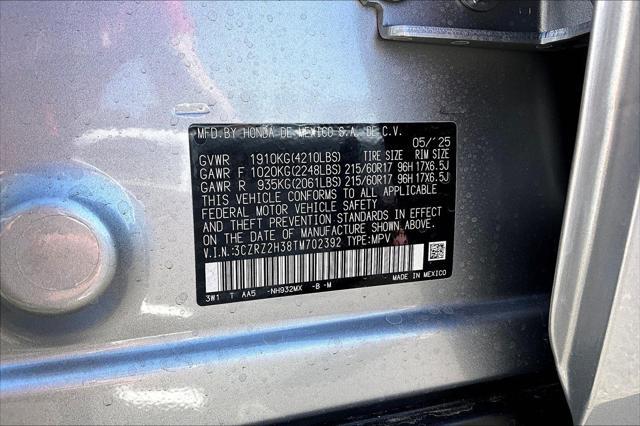 MFD.BY HONDA DE MEXICO S.A. DE C.V. 05/'25
GVWR 1910KG(4210LBS) TIRE SIZE RIM SIZE
GAWR F 1020KG(2248LBS) 215/60R17 96H 17X6.5J
GAWR R 935KG(2061LBS) 215/60R17 96H 17X6.5J
THIS VEHICLE CONFORMS TO ALL APPLICABLE
FEDERAL MOTOR VEHICLE SAFETY
AND THEFT PREVENTION STANDARDS IN EFFECT
ON THE DATE OF MANUFACTURE SHOWN ABOVE.
V.I.N.:3CZRZ2H38TM702392 TYPE:MPV
MADE IN MEXICO
3W1 T AA5 -NH932MX -B -M